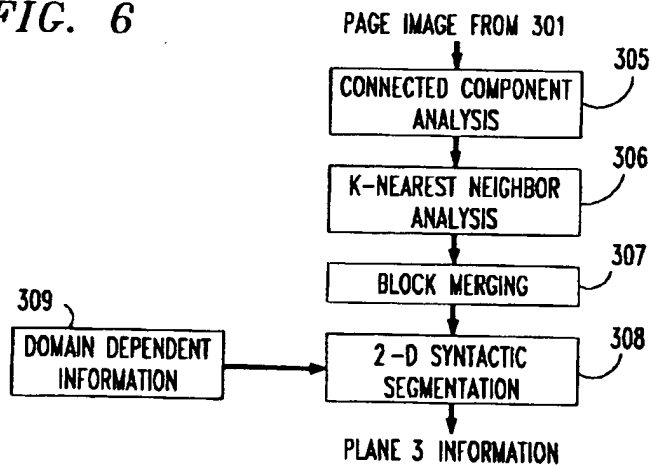 FIG. 6
PAGE IMAGE FROM 301
305
CONNECTED COMPONENT
ANALYSIS
306
K-NEAREST NEIGHBOR
ANALYSIS
307
BLOCK MERGING
309
DOMAIN DEPENDENT
INFORMATION
308
2-D SYNTACTIC
SEGMENTATION
PLANE 3 INFORMATION